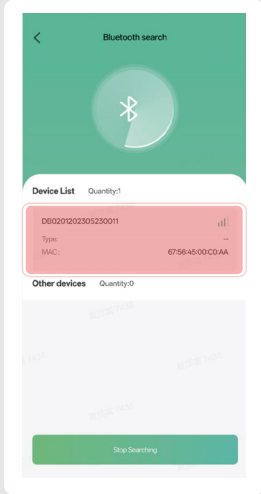 Bluetooth search
Device List Quantity:1
DB0201202305230011
Type: --
MAC: 67:56:45:00:C0:AA
Other devices Quantity:0
Stop Searching